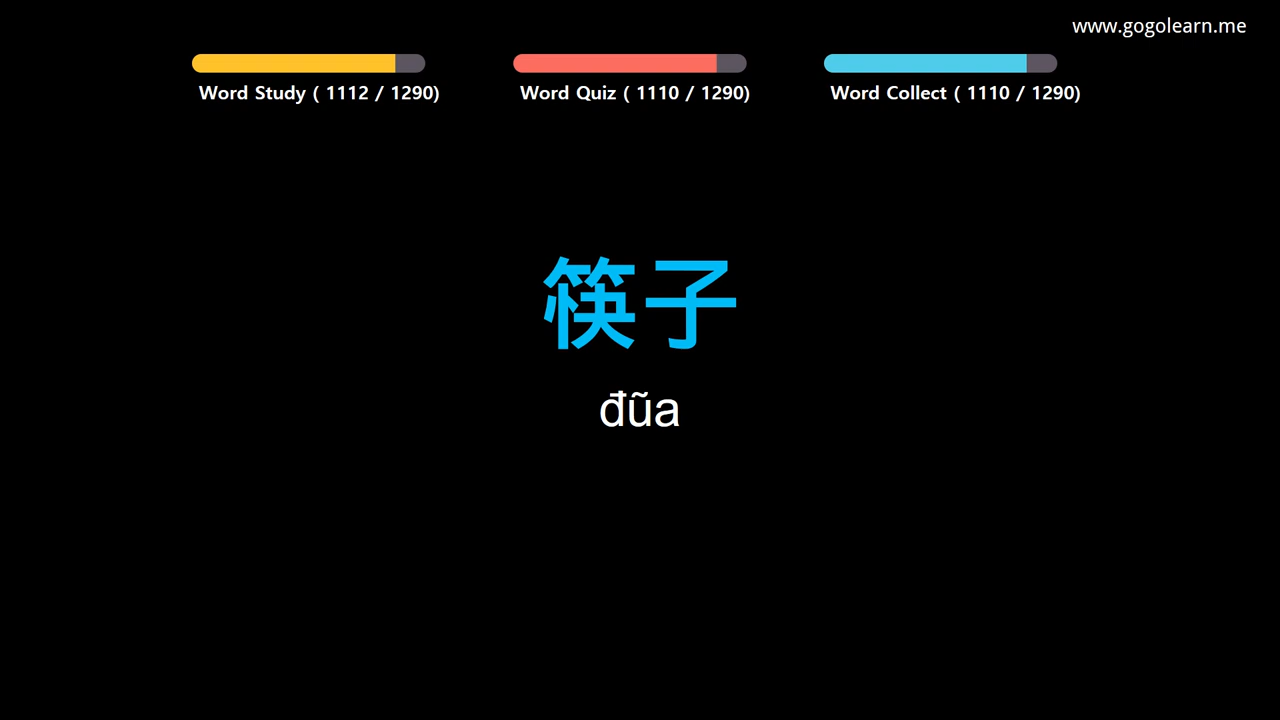 www.gogolearn.me
Word Study ( 1112 / 1290)
Word Quiz ( 1110 / 1290)
Word Collect ( 1110 / 1290)
筷子
đũa